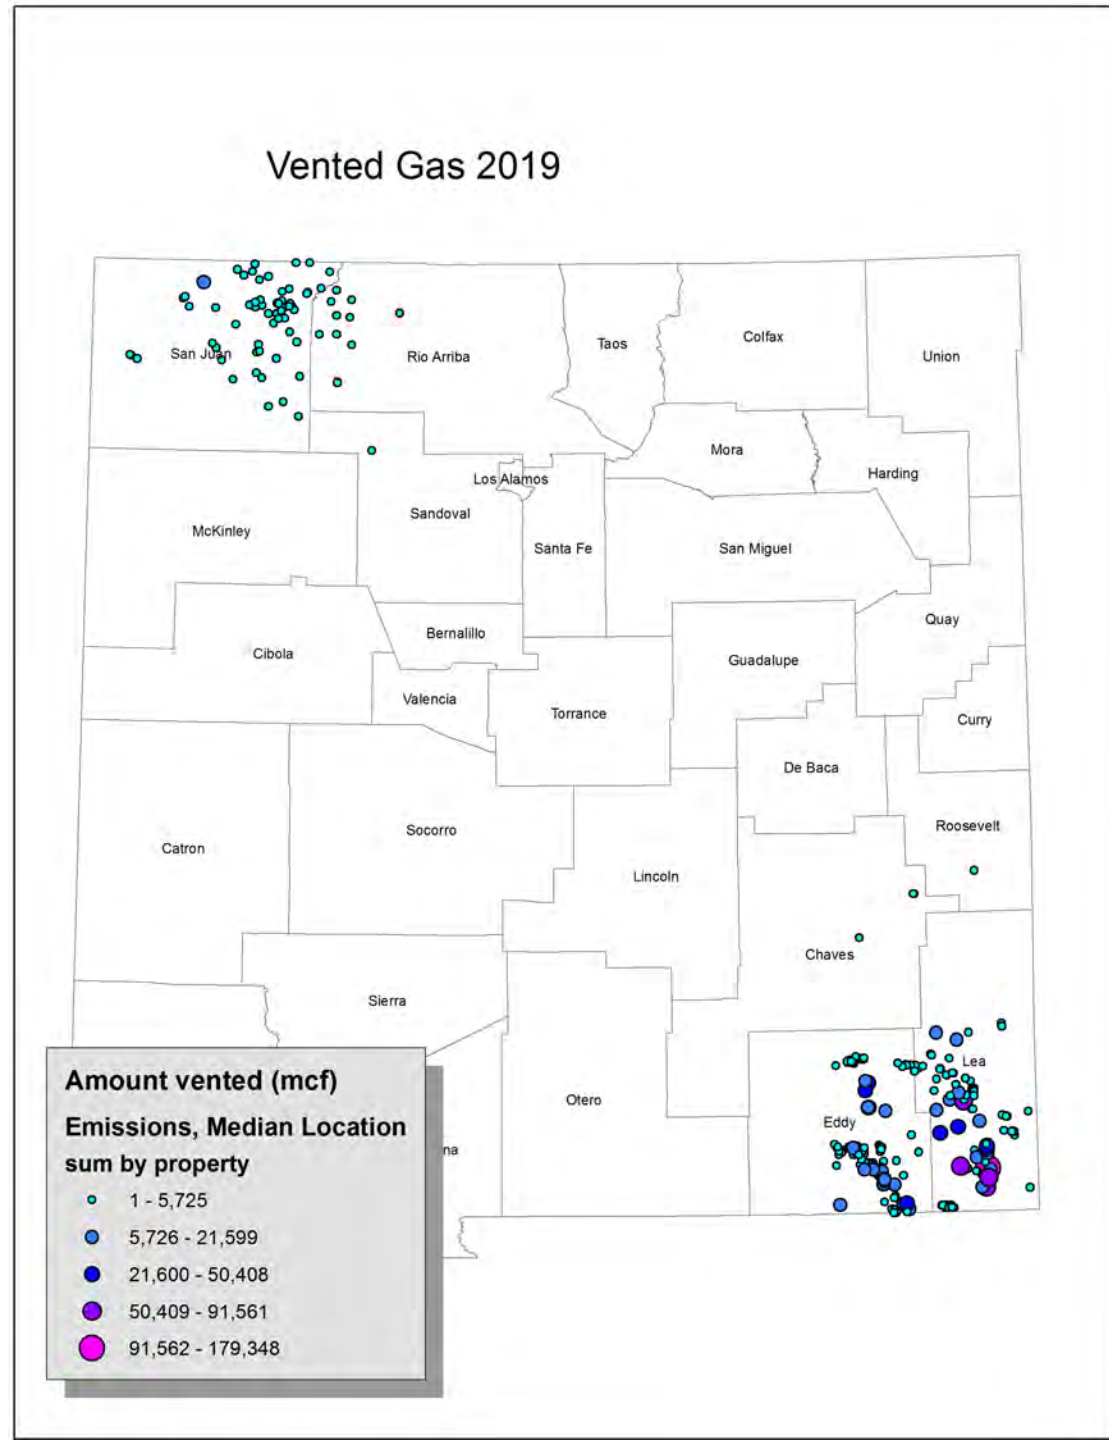 Vented Gas 2019
San Juan
Rio Arriba
Taos
Colfax
Union
Mora
Harding
Los Alamos
Sandoval
McKinley
Santa Fe
San Miguel
Quay
Bernalillo
Cibola
Guadalupe
Valencia
Torrance
Curry
De Baca
Roosevelt
Socorro
Catron
Lincoln
Chaves
Sierra
Lea
Otero
Eddy
na
Amount vented (mcf)
Emissions, Median Location
sum by property
1 - 5,725
5,726 - 21,599
21,600 - 50,408
50,409 - 91,561
91,562 - 179,348